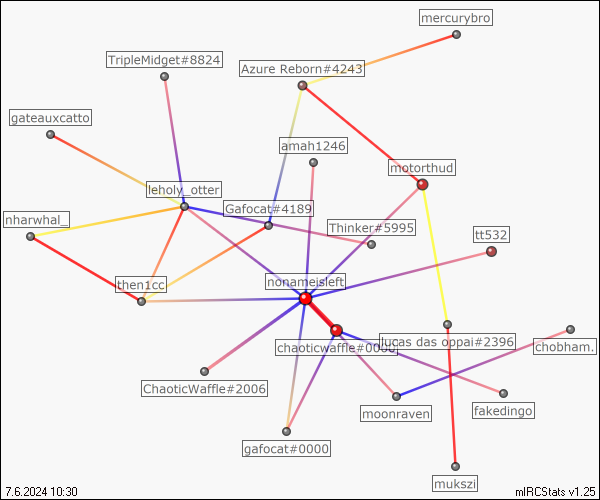 mercurybro
TripleMidget#8824
Azure Reborn#4243
gateauxcatto
amah1246
motorthud
leholy_otter
Gafocat#4189
nharwhal_
Thinker#5995
tt532
then1cc
nonameisleft
lucas das oppai#2396
chaoticwaffle#0000
chobham.
ChaoticWaffle#2006
moonraven
fakedingo
gafocat#0000
mukszi
7.6.2024 10:30
mIRCStats v1.25